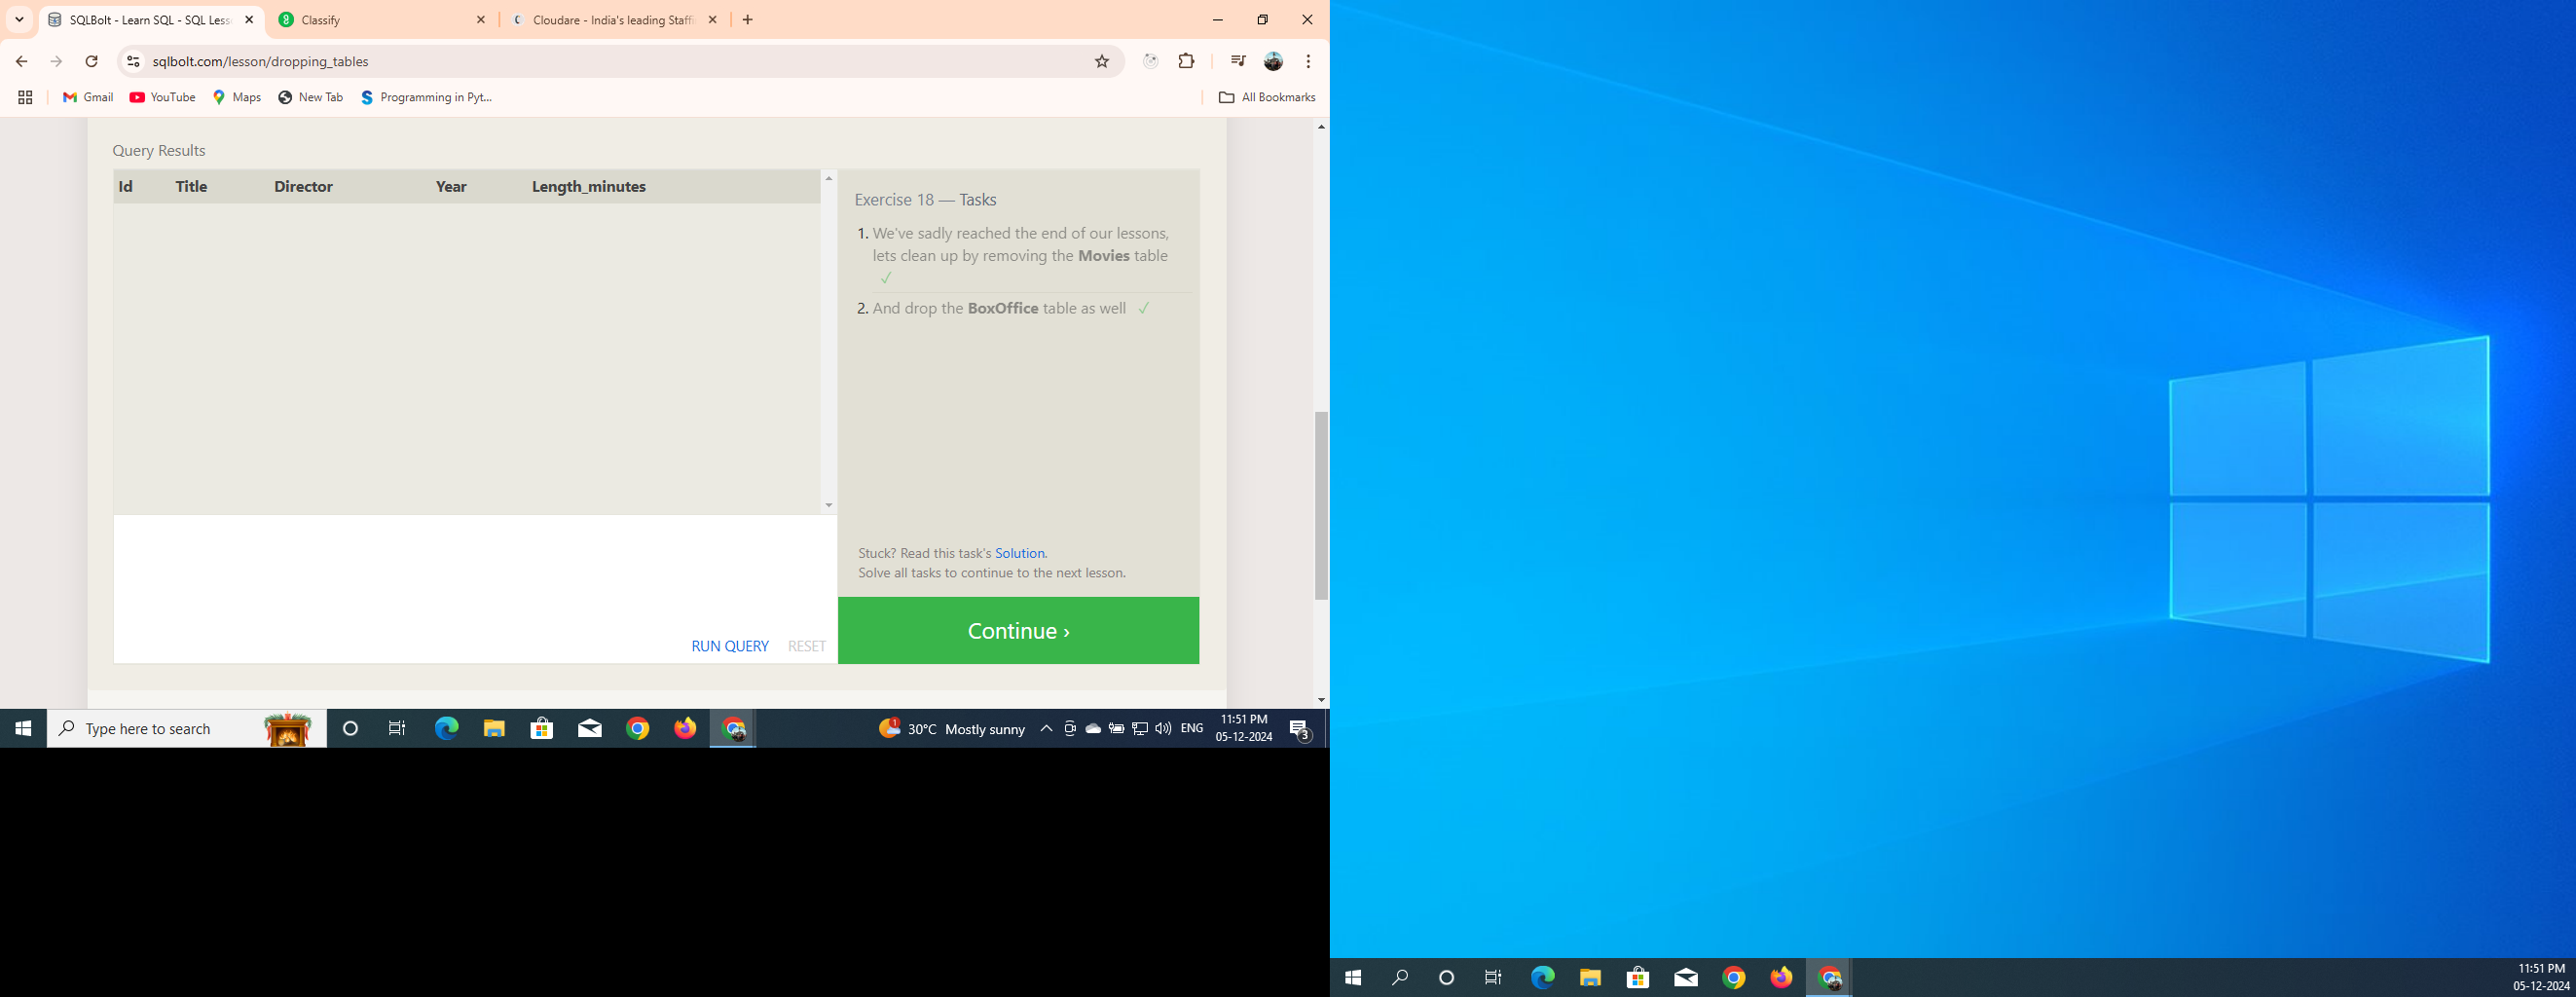 SQLBolt - Learn SQL - SQL Less
Classify
Cloudare - India's leading Staffi
sqlbolt.com/lesson/dropping_tables
Gmail
YouTube
Maps
New Tab
Programming in Pyt...
All Bookmarks
Query Results
Id Title Director Year Length_minutes
Exercise 18 — Tasks
1. We've sadly reached the end of our lessons,
lets clean up by removing the Movies table
✓
2. And drop the BoxOffice table as well ✓
Stuck? Read this task's Solution.
Solve all tasks to continue to the next lesson.
RUN QUERY RESET
Continue ›
Type here to search
1
30°C Mostly sunny
ENG
11:51 PM
05-12-2024
3
11:51 PM
05-12-2024